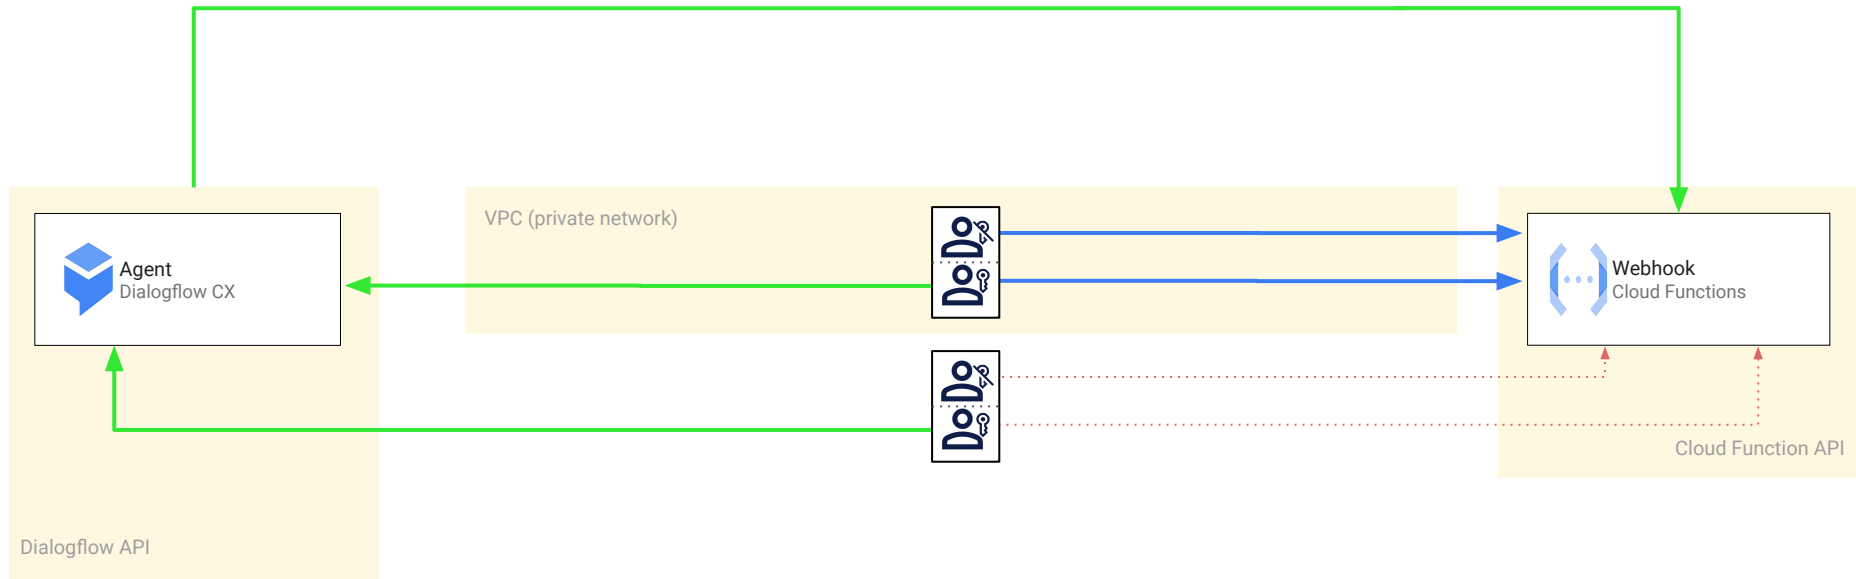 VPC (private network)
Agent
Dialogflow CX
Webhook
Cloud Functions
Cloud Function API
Dialogflow API